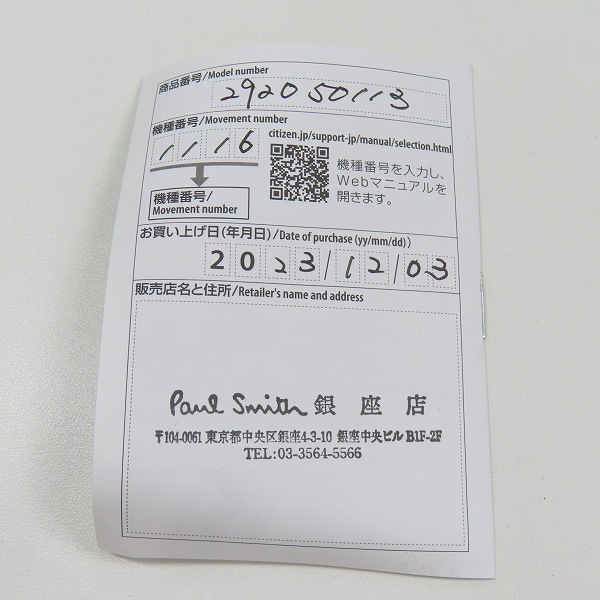 商品番号/Model number
292050113
機種番号/Movement number
1116
citizen.jp/support-jp/manual/selection.html
機種番号を入力し、
Webマニュアルを
開きます。
機種番号/
Movement number
お買い上げ日(年月日)/Date of purchase (yy/mm/dd))
2023/12/03
販売店名と住所/Retailer's name and address
Paul Smith 銀座店
〒104-0061 東京都中央区銀座4-3-10 銀座中央ビル B1F-2F
TEL:03-3564-5566